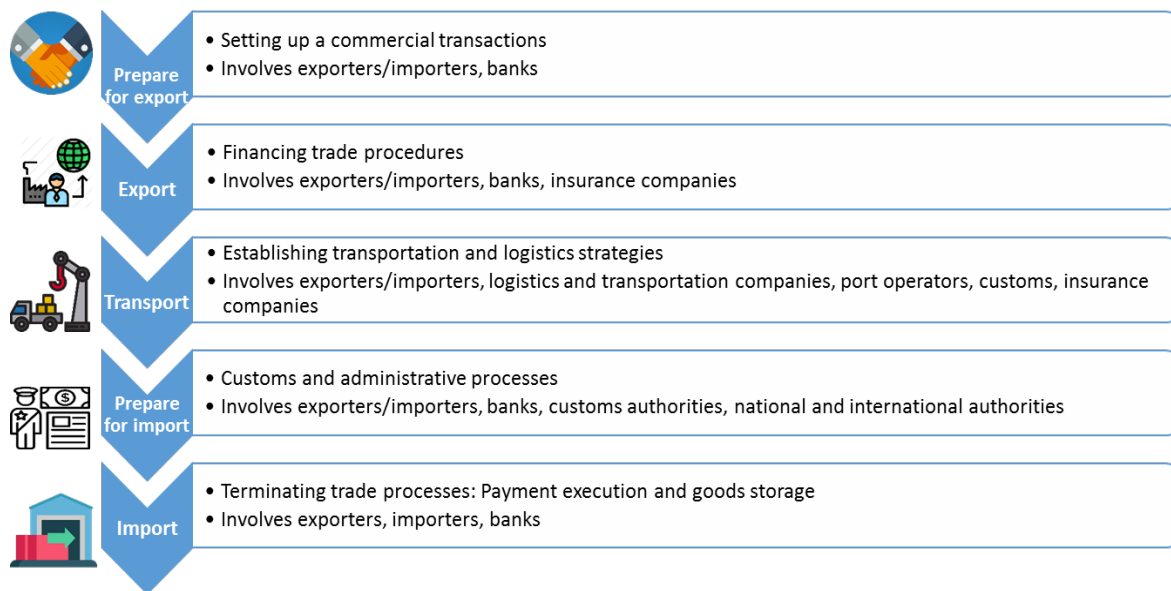 Prepare
for export
• Setting up a commercial transactions
• Involves exporters/importers, banks
Export
• Financing trade procedures
• Involves exporters/importers, banks, insurance companies
Transport
• Establishing transportation and logistics strategies
• Involves exporters/importers, logistics and transportation companies, port operators, customs, insurance
companies
$
Prepare
for import
• Customs and administrative processes
• Involves exporters/importers, banks, customs authorities, national and international authorities
Import
• Terminating trade processes: Payment execution and goods storage
• Involves exporters, importers, banks